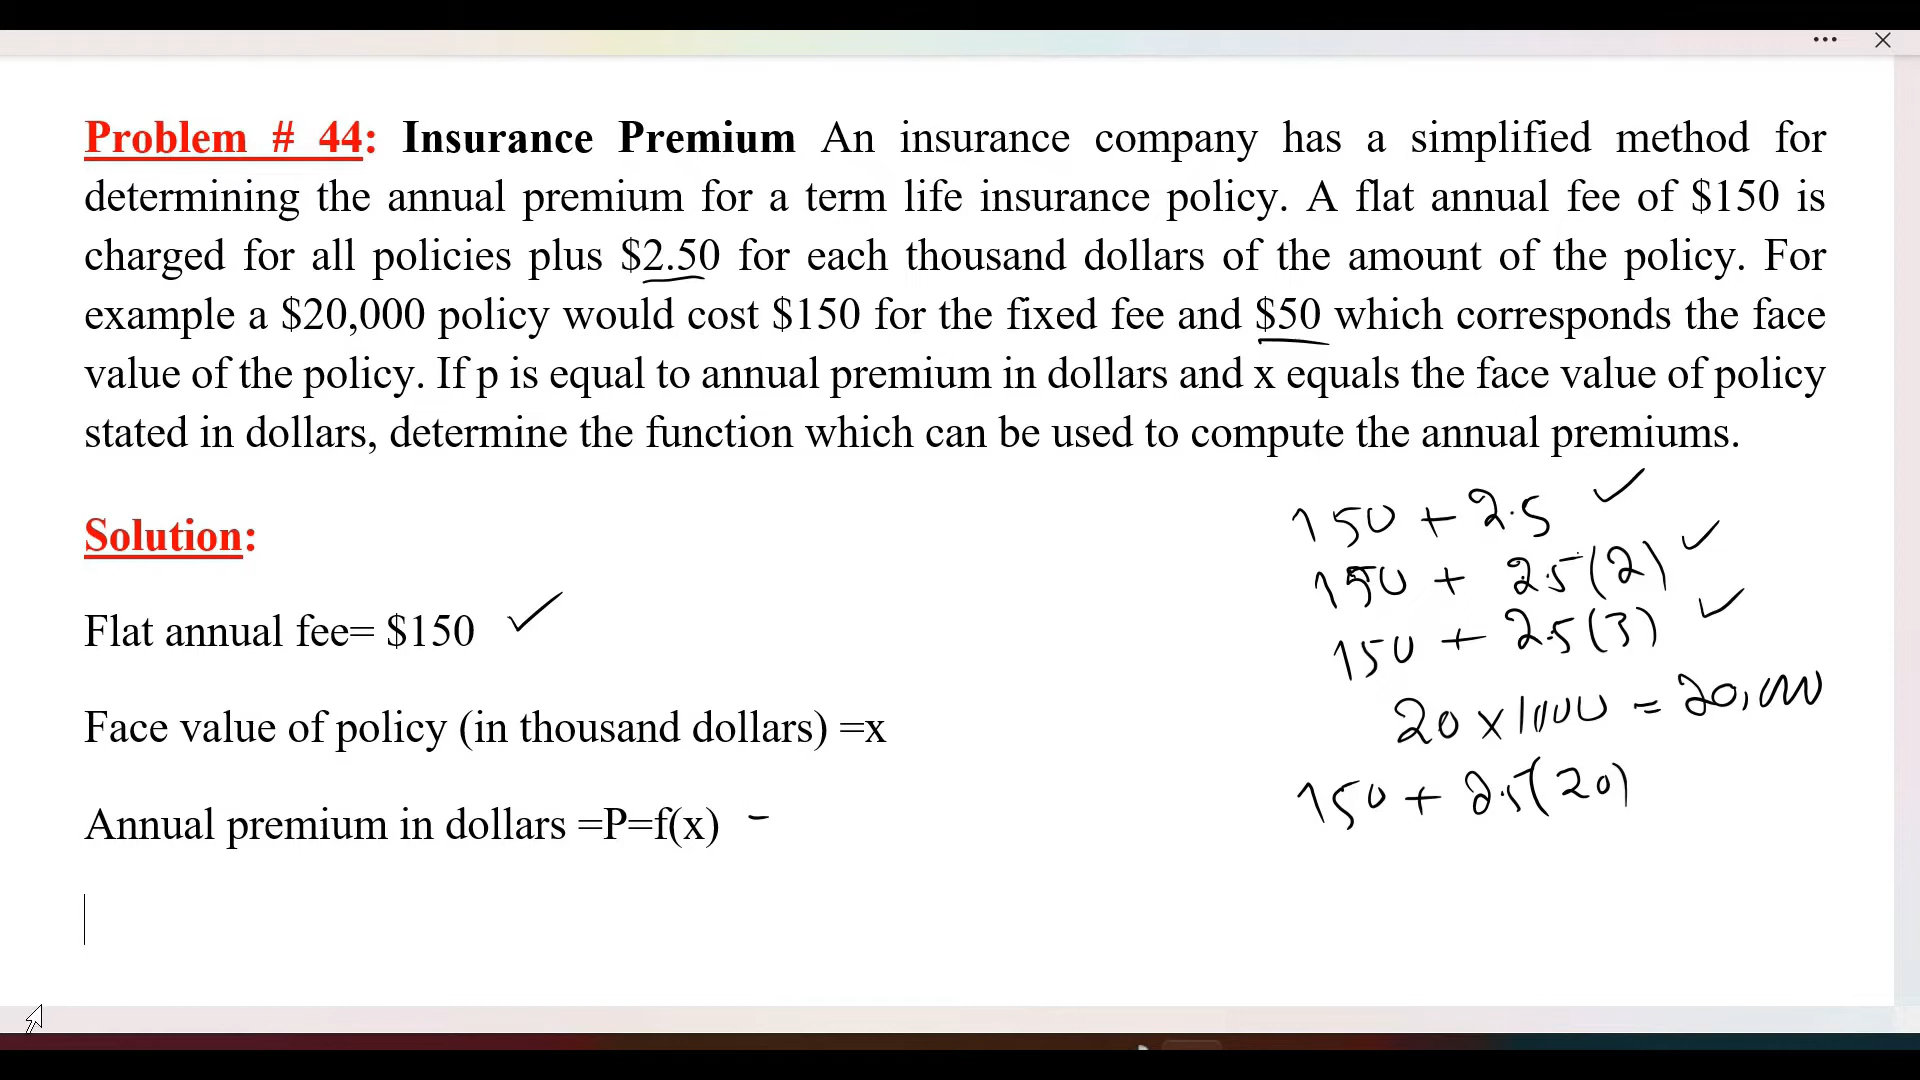 Problem # 44: Insurance Premium An insurance company has a simplified method for
determining the annual premium for a term life insurance policy. A flat annual fee of $150 is
charged for all policies plus $2.50 for each thousand dollars of the amount of the policy. For
example a $20,000 policy would cost $150 for the fixed fee and $50 which corresponds the face
value of the policy. If p is equal to annual premium in dollars and x equals the face value of policy
stated in dollars, determine the function which can be used to compute the annual premiums.
150 + 2.5 ✓
Solution:
150 + 2.5(2) ✓
Flat annual fee= $150 ✓
150 + 2.5(3) ✓
20 x 1000 = 20,000
Face value of policy (in thousand dollars) =x
150 + 2.5(20)
Annual premium in dollars =P=f(x) -